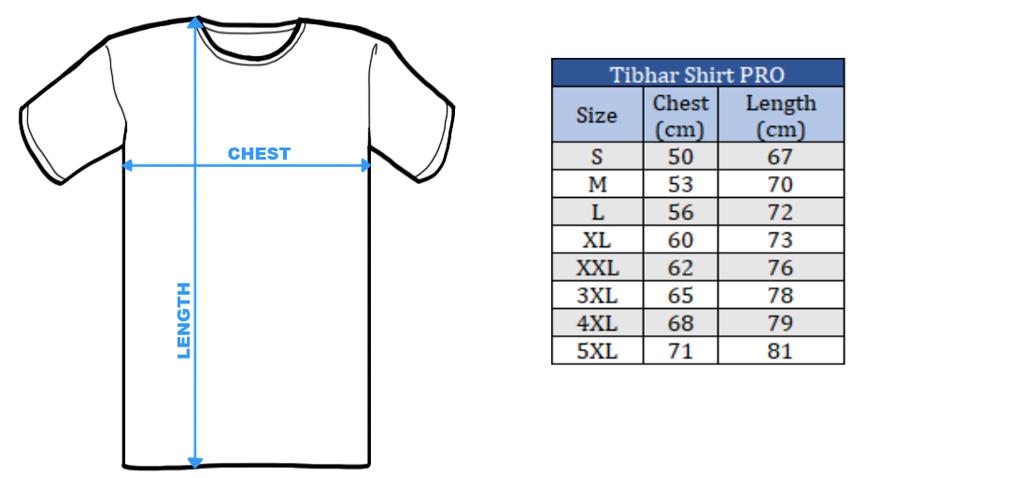 CHEST
LENGTH
Tibhar Shirt PRO
Size Chest (cm) Length (cm)
S 50 67
M 53 70
L 56 72
XL 60 73
XXL 62 76
3XL 65 78
4XL 68 79
5XL 71 81